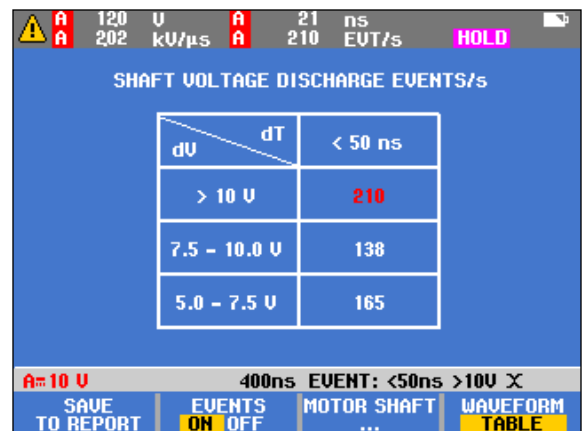 A 120 V A 21 ns
A 202 kV/µs A 210 EVT/s HOLD
SHAFT VOLTAGE DISCHARGE EVENTS/s
dV dT < 50 ns
> 10 V 210
7.5 - 10.0 V 138
5.0 - 7.5 V 165
A 10 V 400ns EVENT: <50ns >10V
SAVE TO REPORT EVENTS ON OFF MOTOR SHAFT ... WAVEFORM TABLE